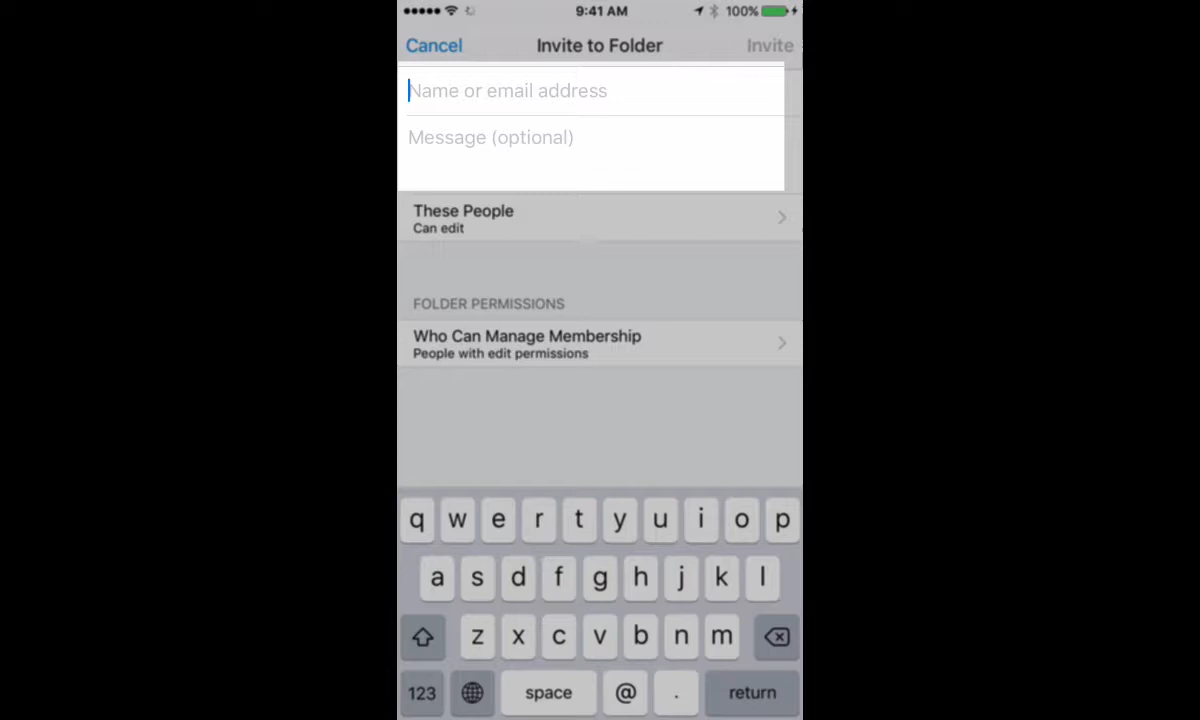 9:41 AM 100%
Cancel Invite to Folder Invite
Name or email address
Message (optional)
These People
Can edit
FOLDER PERMISSIONS
Who Can Manage Membership
People with edit permissions
q w e r t y u i o p
a s d f g h j k l
z x c v b n m
123 space @ . return